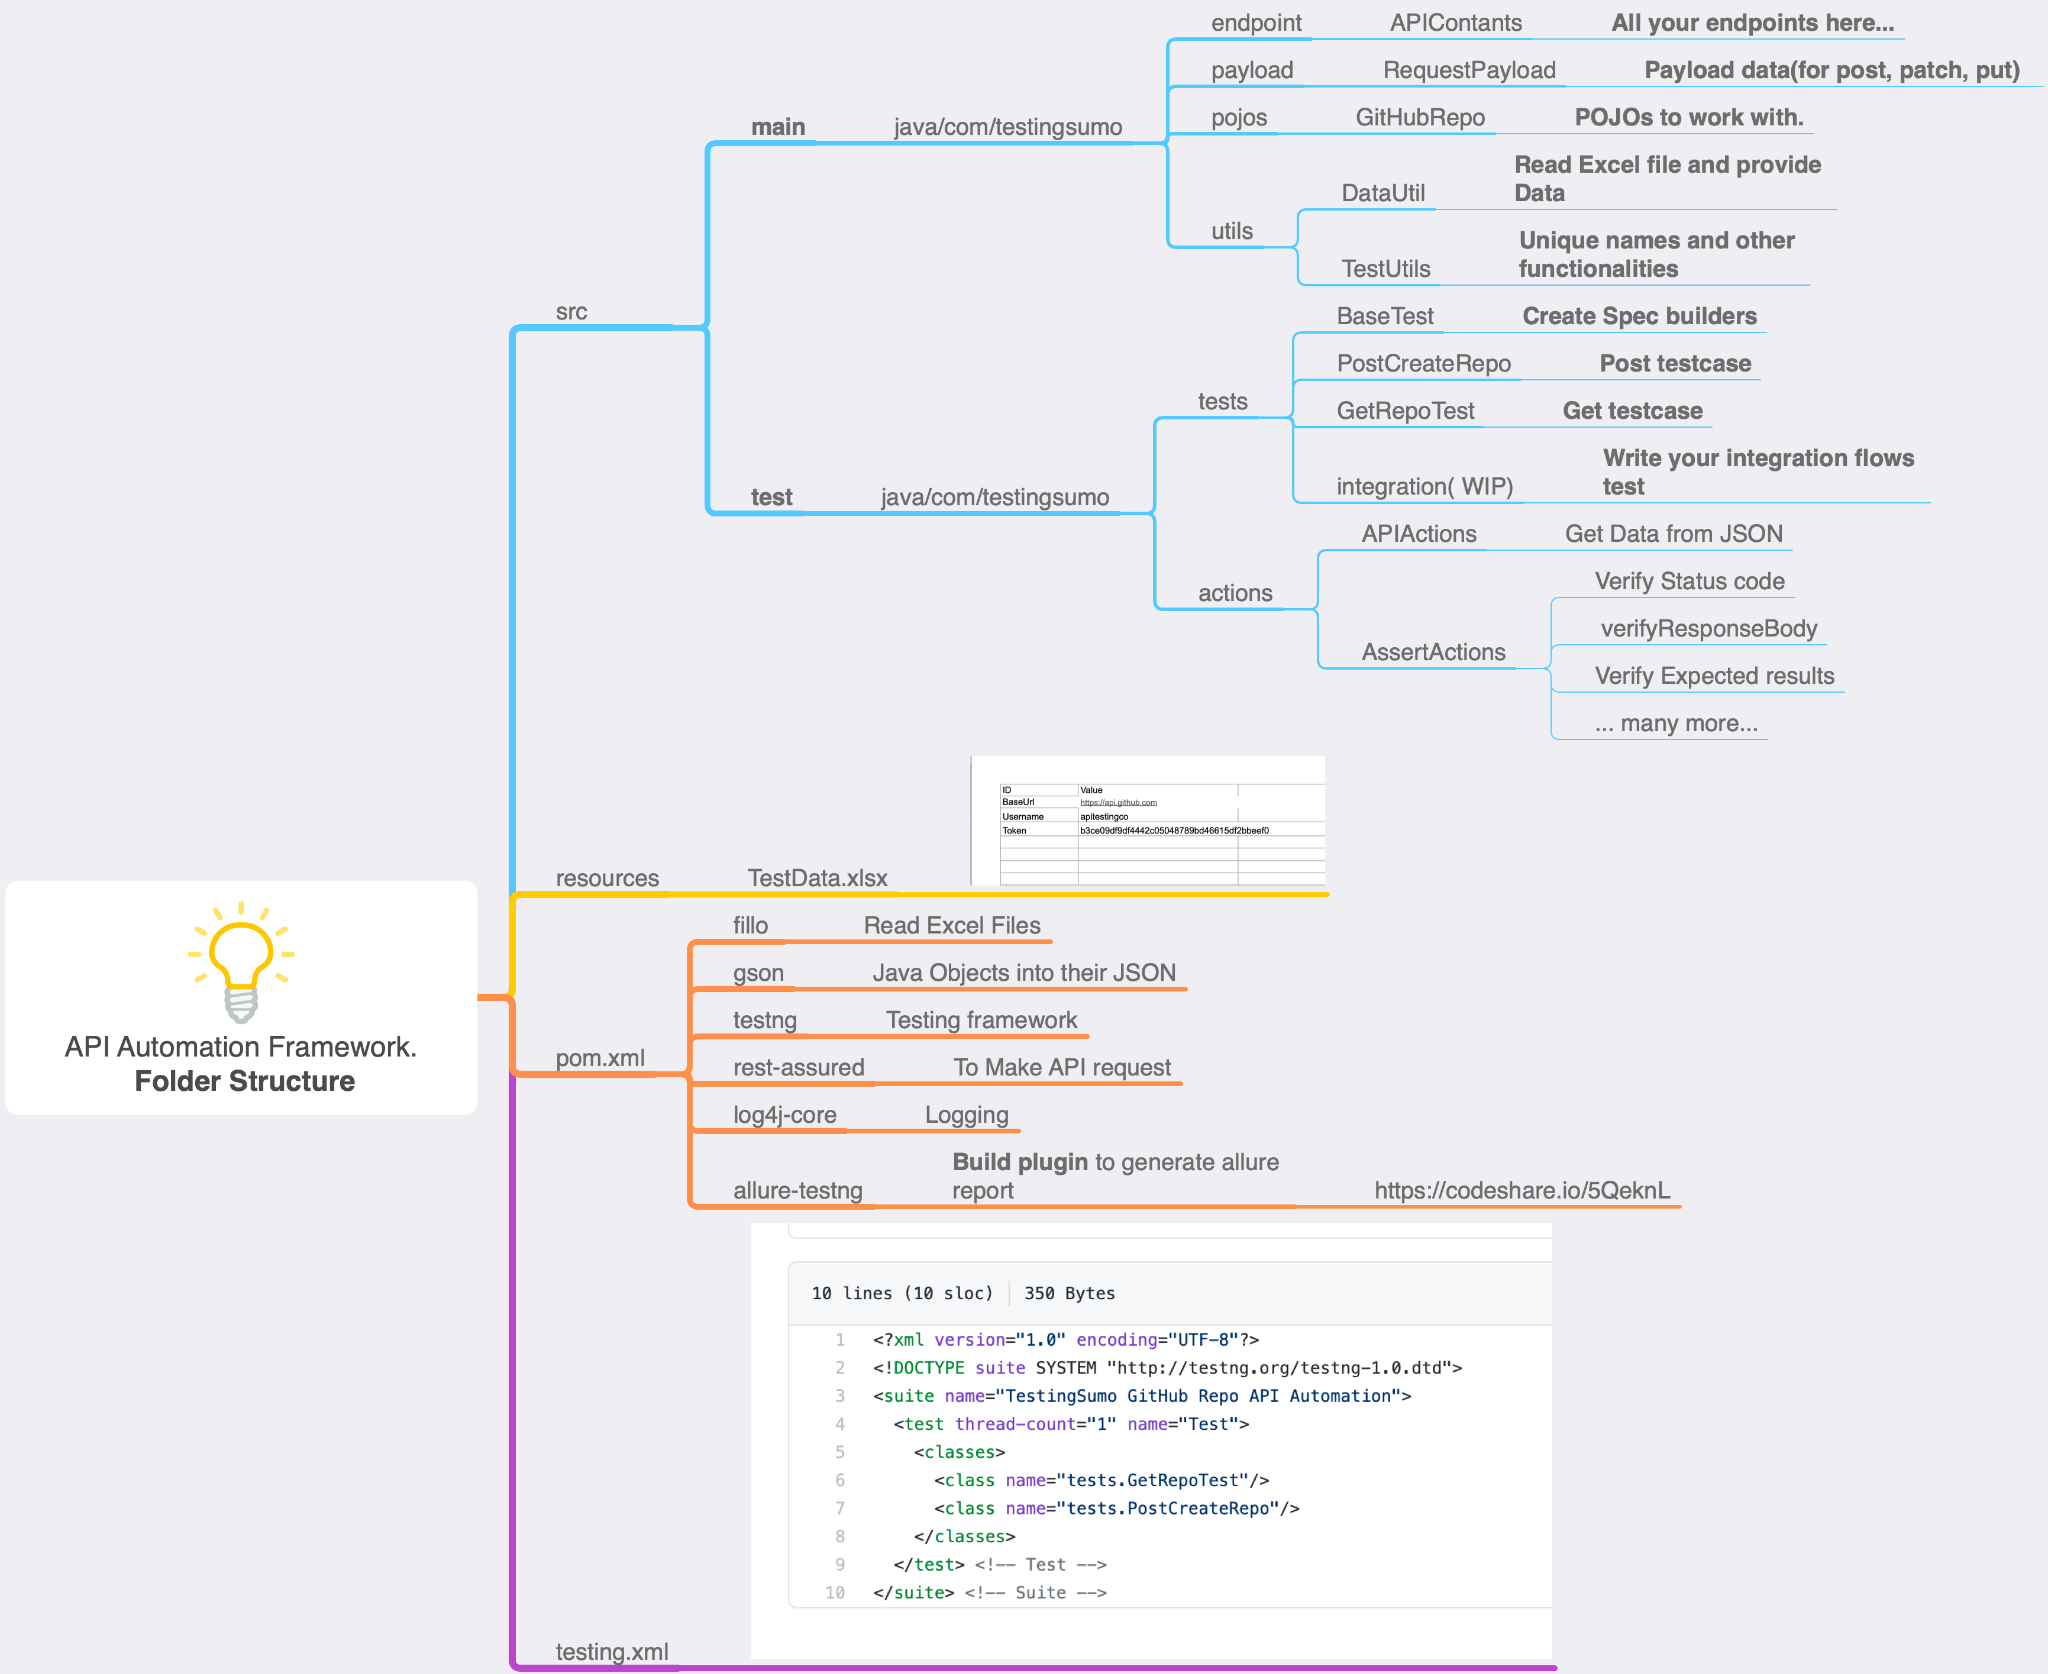 endpoint
APIContants
All your endpoints here...
payload
RequestPayload
Payload data(for post, patch, put)
pojos
GitHubRepo
POJOs to work with.
main
java/com/testingsumo
Read Excel file and provide
Data
DataUtil
utils
Unique names and other
functionalities
TestUtils
src
BaseTest
Create Spec builders
PostCreateRepo
Post testcase
tests
GetRepoTest
Get testcase
Write your integration flows
test
integration( WIP)
test
java/com/testingsumo
APIActions
Get Data from JSON
actions
Verify Status code
verifyResponseBody
AssertActions
Verify Expected results
... many more...
ID Value
BaseUrl https://api.github.com
Username apitestingco
Token b3ce09df9df4442c05048789bd46615df2bbeef0
resources
TestData.xlsx
fillo
Read Excel Files
gson
Java Objects into their JSON
testng
Testing framework
API Automation Framework.
Folder Structure
pom.xml
rest-assured
To Make API request
log4j-core
Logging
Build plugin to generate allure
report
allure-testng
https://codeshare.io/5QeknL
10 lines (10 sloc) 350 Bytes
1 <?xml version="1.0" encoding="UTF-8"?>
2 <!DOCTYPE suite SYSTEM "http://testng.org/testng-1.0.dtd">
3 <suite name="TestingSumo GitHub Repo API Automation">
4 <test thread-count="1" name="Test">
5 <classes>
6 <class name="tests.GetRepoTest"/>
7 <class name="tests.PostCreateRepo"/>
8 </classes>
9 </test> <!-- Test -->
10 </suite> <!-- Suite -->
testing.xml